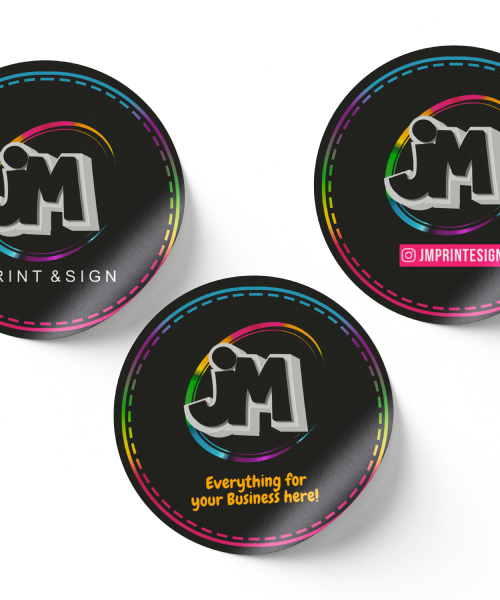 JM
RINT & SIGN
JM
JMPRINTESIGN
JM
Everything for
your Business here!